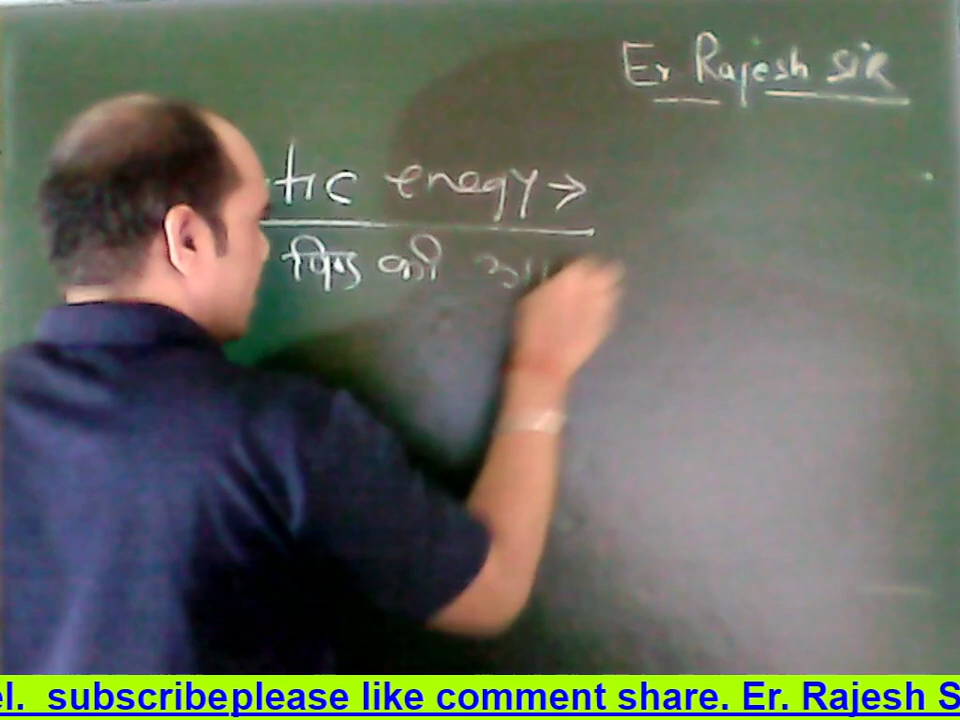 Er Rajesh SIR
tic enegy →
पिण्ड की
el. subscribeplease like comment share. Er. Rajesh S